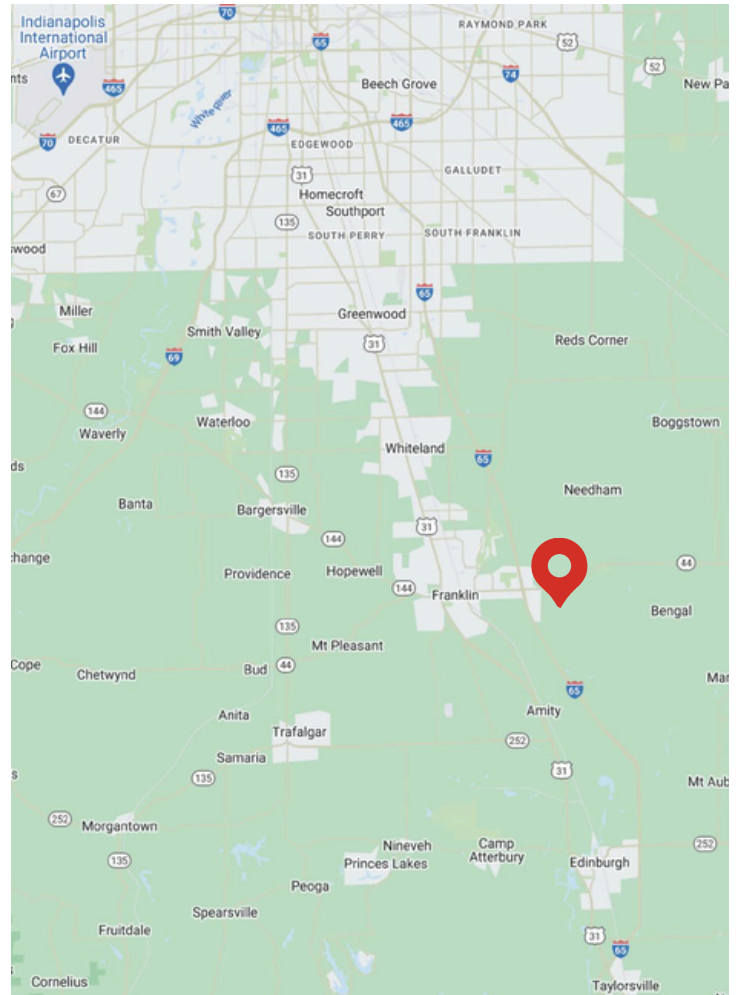 70
Indianapolis
International
Airport
RAYMOND PARK
65
52
52
nts
Beech Grove
74
New Pa
465
White River
465
465
70
DECATUR
EDGEWOOD
31
GALLUDET
67
Homecroft
Southport
135
SOUTH PERRY
SOUTH FRANKLIN
swood
65
Miller
Greenwood
Smith Valley
31
Reds Corner
Fox Hill
69
144
Waterloo
Boggstown
Waverly
Whiteland
65
ds
135
Needham
Banta
Bargersville
31
144
change
44
Providence
Hopewell
144
Franklin
Bengal
135
Mt Pleasant
Cope
Chetwynd
Bud
44
Mar
65
Anita
Amity
Trafalgar
252
Samaria
31
s
135
Mt Aub
252
Morgantown
Nineveh
Camp
Atterbury
252
135
Princes Lakes
Edinburgh
Peoga
Spearsville
Fruitdale
31
65
Cornelius
Taylorsville